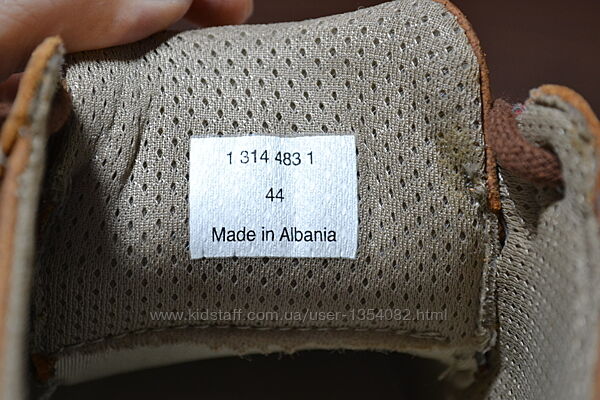 1 314 483 1
44
Made in Albania
www.kidstaff.com.ua/user-1354082.html